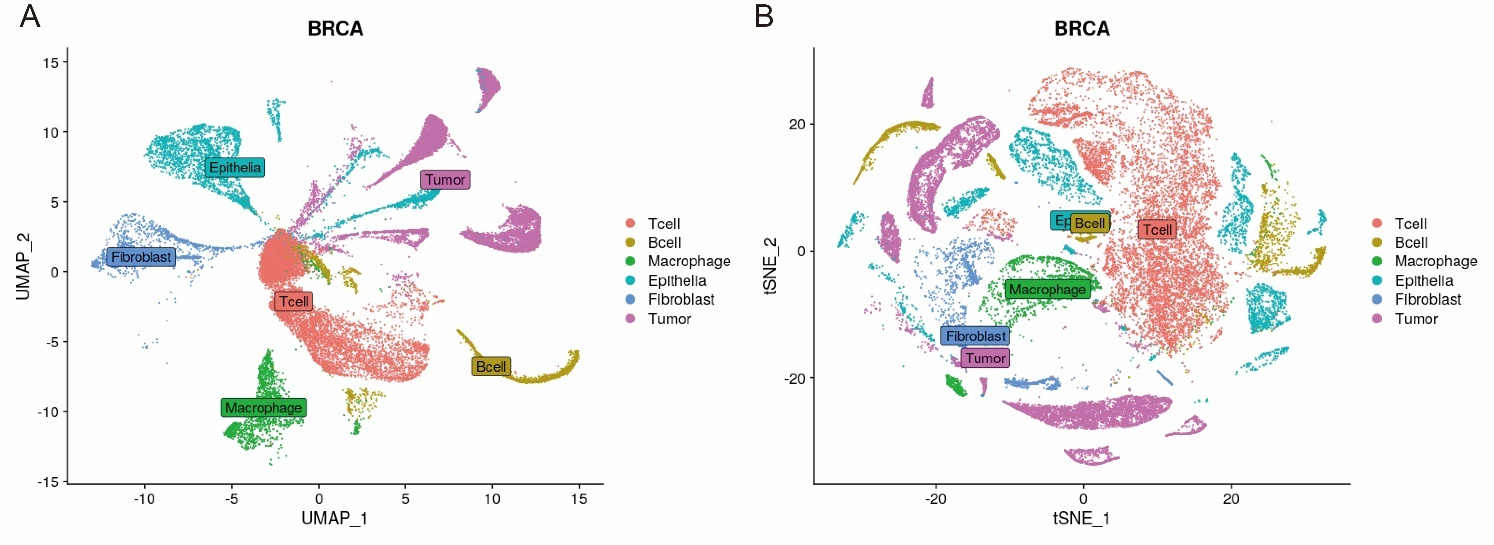 A
BRCA
15
10
5
0
-5
-10
-15
UMAP_2
-10
-5
0
5
10
15
UMAP_1
Epithelia
Tumor
Fibroblast
Tcell
Bcell
Macrophage
Tcell
Bcell
Macrophage
Epithelia
Fibroblast
Tumor
B
BRCA
20
0
-20
tSNE_2
-20
0
20
tSNE_1
Ep
Bcell
Tcell
Macrophage
Fibroblast
Tumor
Tcell
Bcell
Macrophage
Epithelia
Fibroblast
Tumor